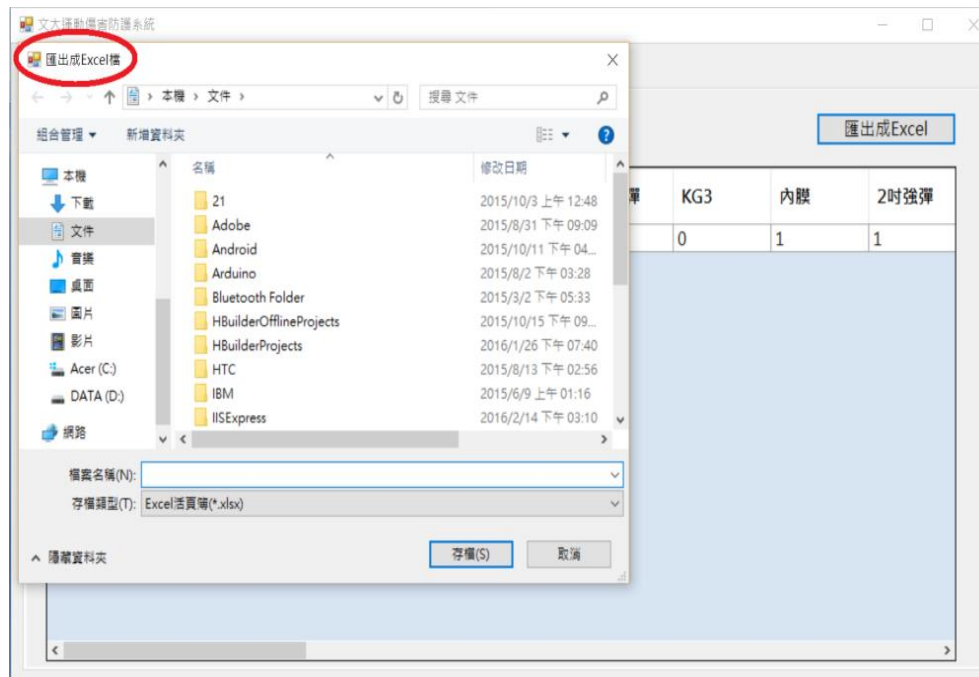 文大運動傷害防護系統
匯出成Excel檔
本機 › 文件 ›
搜尋 文件
組合管理
新增資料夾
匯出成Excel
名稱
修改日期
本機
下載
文件
音樂
桌面
圖片
影片
Acer (C:)
DATA (D:)
網路
21 2015/10/3 上午 12:48
Adobe 2015/8/31 下午 09:09
Android 2015/10/11 下午 04...
Arduino 2015/8/2 下午 03:28
Bluetooth Folder 2015/3/2 下午 05:33
HBuilderOfflineProjects 2015/10/15 下午 09...
HBuilderProjects 2016/1/26 下午 07:40
HTC 2015/8/13 下午 02:56
IBM 2015/6/9 上午 01:16
IISExpress 2016/2/14 下午 03:10
彈 KG3 內膜 2吋強彈
0 1 1
檔案名稱(N):
存檔類型(T): Excel活頁簿(*.xlsx)
隱藏資料夾
存檔(S)
取消